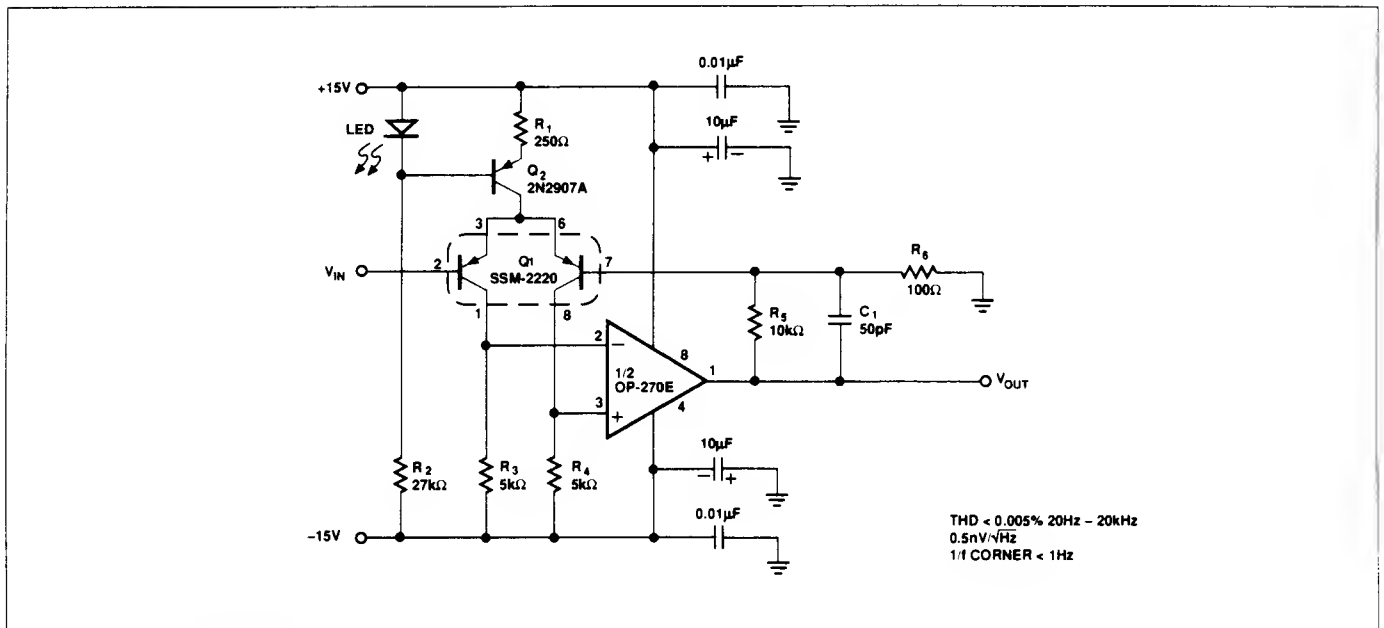 0.01µF
+15V
LED
R1
250Ω
10µF
+ −
Q2
2N2907A
3 6
VIN
2
Q1
SSM-2220
7
R6
100Ω
1 8
R5
10kΩ
C1
50pF
2
−
8
1/2
OP-270E
1
VOUT
3
+
4
R2
27kΩ
R3
5kΩ
R4
5kΩ
10µF
− +
0.01µF
−15V
THD < 0.005% 20Hz – 20kHz
0.5nV/√Hz
1/f CORNER < 1Hz